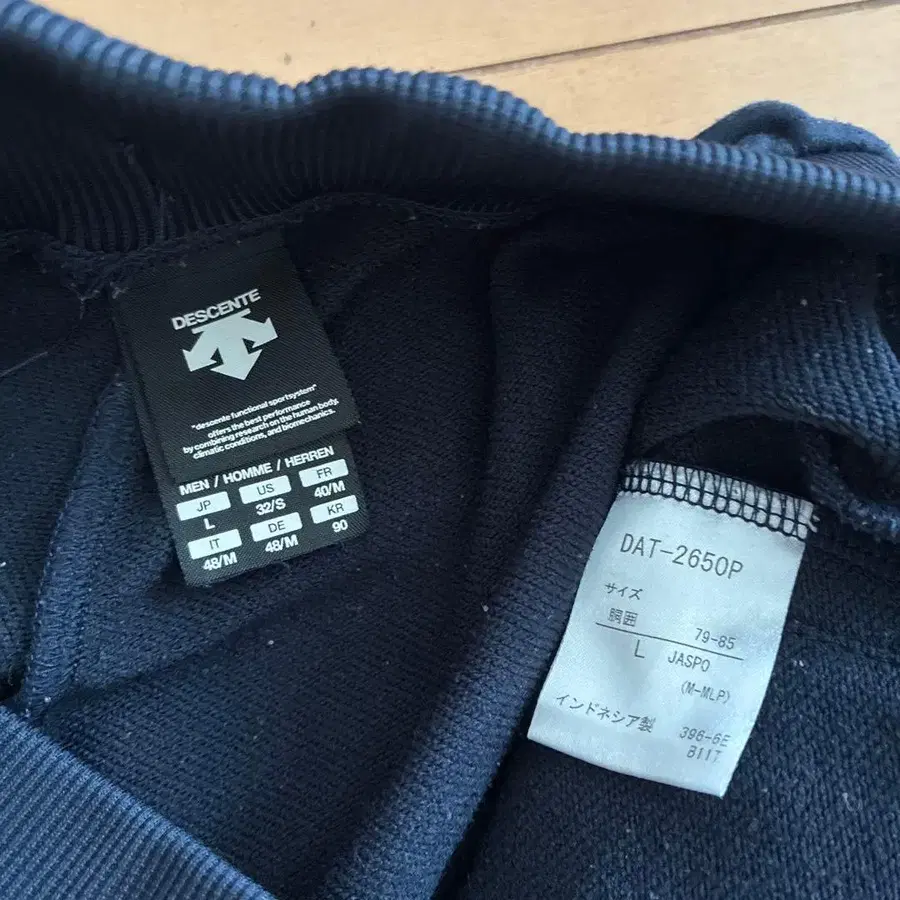 DESCENTE
"descente functional sportsystem"
offers the best performance
by combining research on the human body,
climatic conditions, and biomechanics.
MEN / HOMME / HERREN
JP US FR
L 32/S 40/M
IT DE KR
48/M 48/M 90
DAT-2650P
サイズ
胴囲 79-85
L JASPO
(M-MLP)
インドネシア製 396-6E
B11T